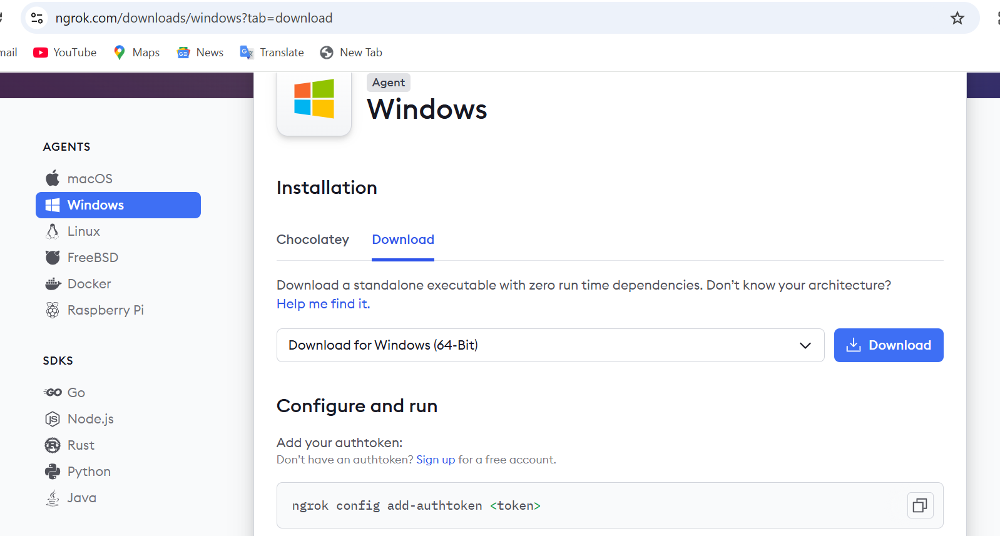 ngrok.com/downloads/windows?tab=download
mail YouTube Maps News Translate New Tab
Agent
Windows
AGENTS
macOS
Windows
Linux
FreeBSD
Docker
Raspberry Pi
SDKS
Go
Node.js
Rust
Python
Java
Installation
Chocolatey Download
Download a standalone executable with zero run time dependencies. Don’t know your architecture?
Help me find it.
Download for Windows (64-Bit) Download
Configure and run
Add your authtoken:
Don’t have an authtoken? Sign up for a free account.
ngrok config add-authtoken <token>